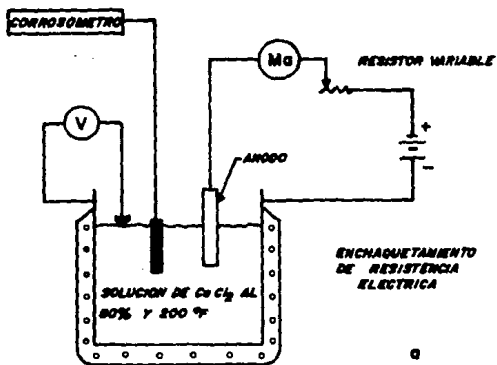 CORROSOMETRO
Ma
RESISTOR VARIABLE
V
+
-
ANODO
ENCHAQUETAMIENTO
DE RESISTENCIA
ELECTRICA
SOLUCION DE CaCl2 AL
80% Y 200 °F
a